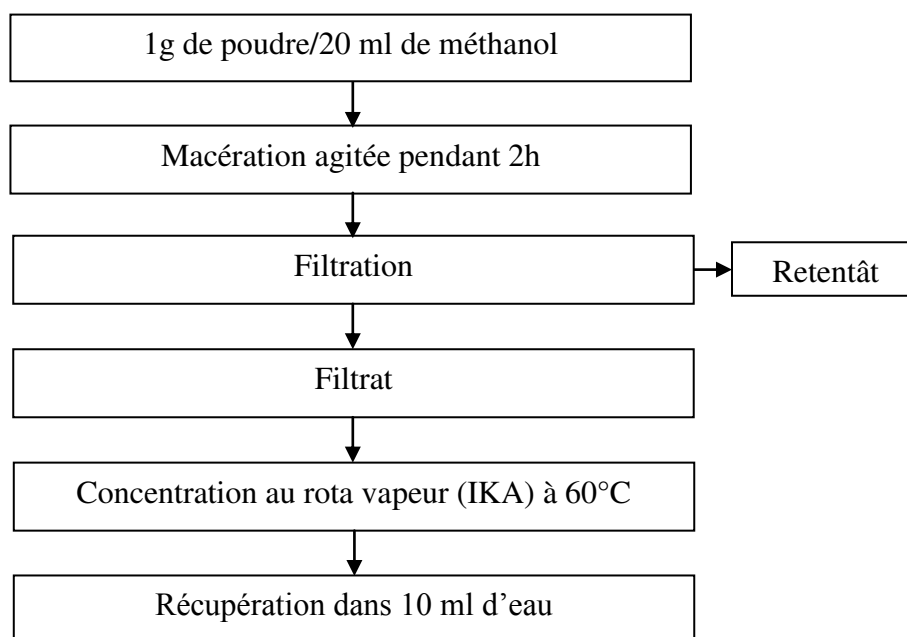 1g de poudre/20 ml de méthanol
Macération agitée pendant 2h
Filtration
Retentât
Filtrat
Concentration au rota vapeur (IKA) à 60°C
Récupération dans 10 ml d’eau